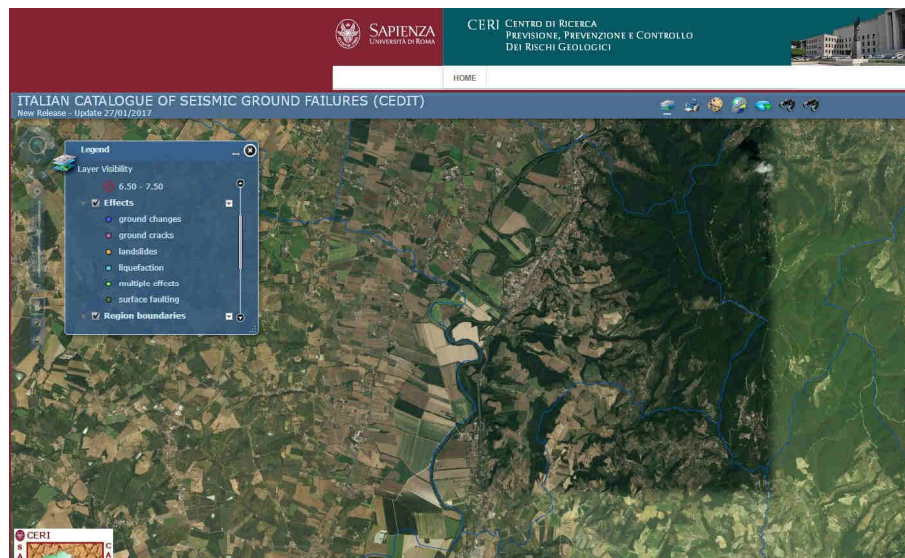 SAPIENZA
UNIVERSITÀ DI ROMA
CERI CENTRO DI RICERCA
PREVISIONE, PREVENZIONE E CONTROLLO
DEI RISCHI GEOLOGICI
HOME
ITALIAN CATALOGUE OF SEISMIC GROUND FAILURES (CEDIT)
New Release - Update 27/01/2017
Legend
Layer Visibility
6.50 - 7.50
Effects
ground changes
ground cracks
landslides
liquefaction
multiple effects
surface faulting
Region boundaries
CERI
S C
A A